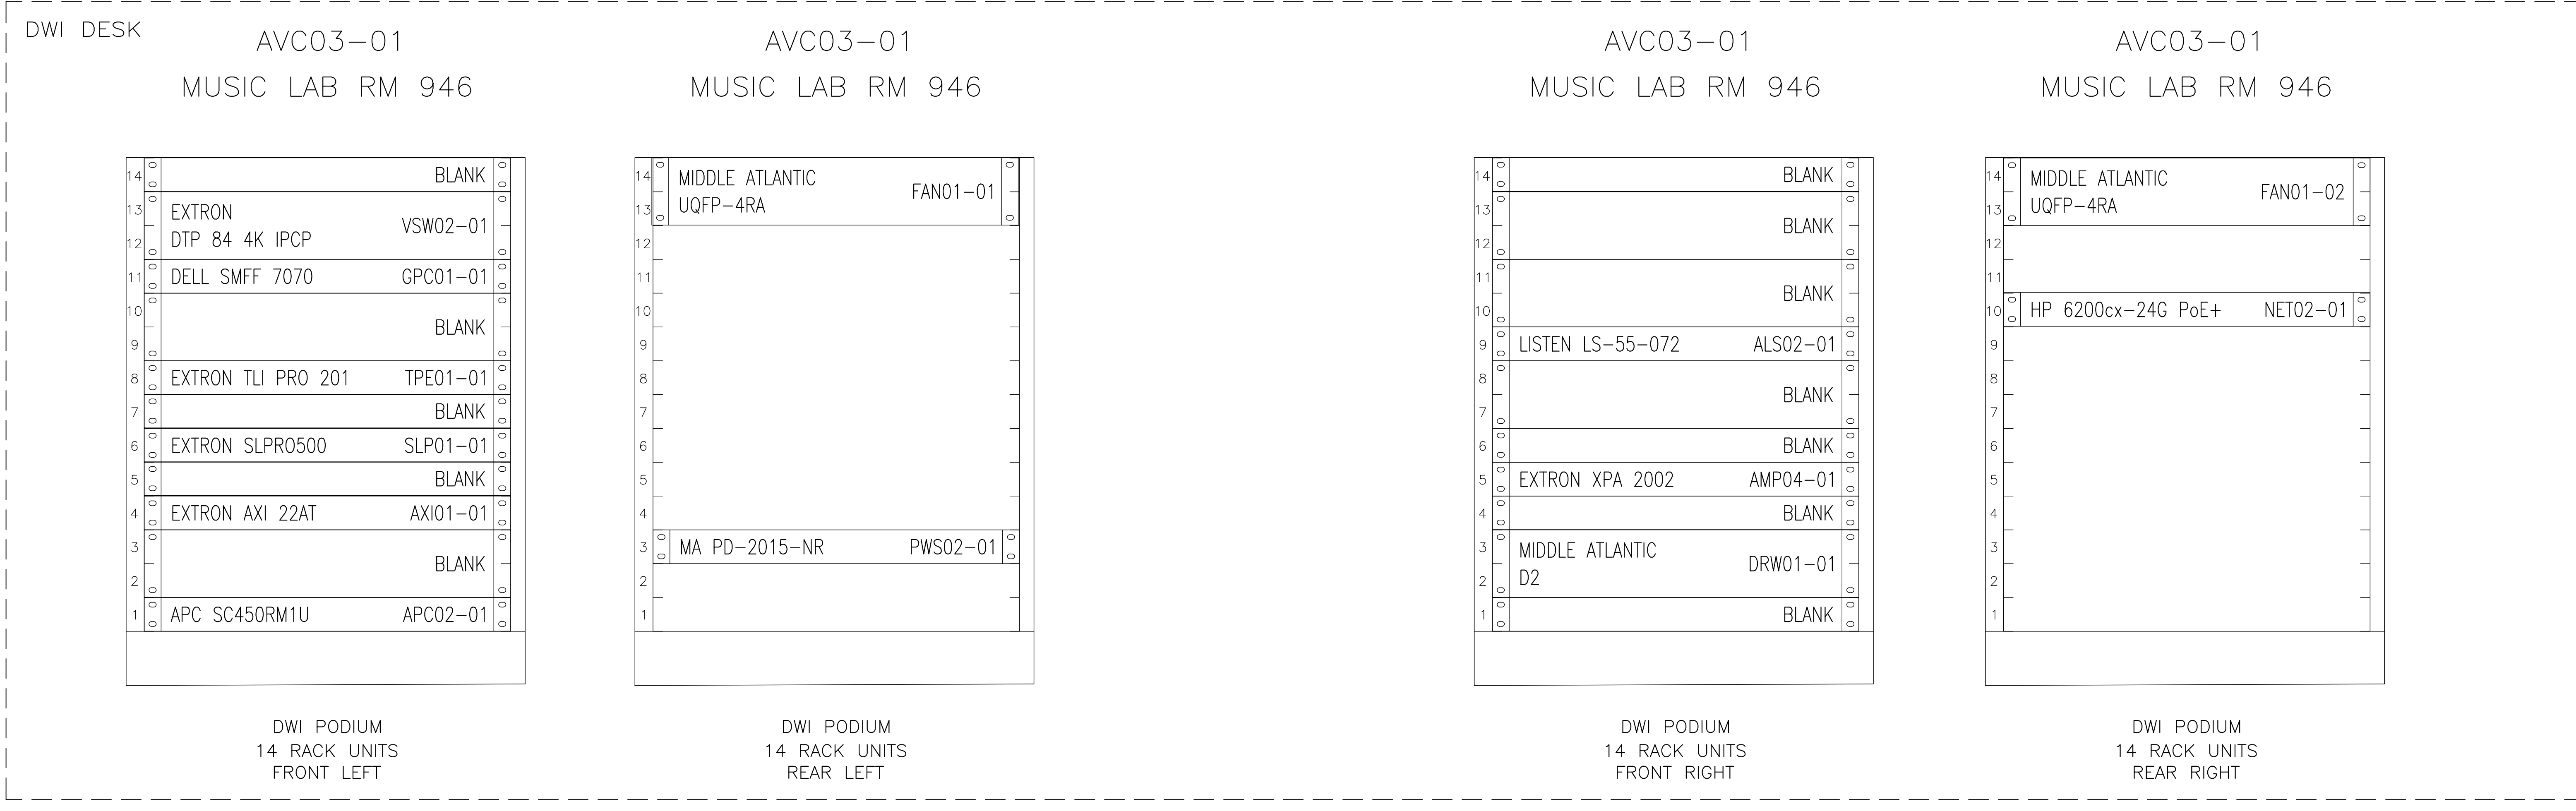 DWI DESK
AVC03-01
MUSIC LAB RM 946
14
BLANK
13
EXTRON
DTP 84 4K IPCP
VSW02-01
12
11
DELL SMFF 7070
GPC01-01
10
BLANK
9
8
EXTRON TLI PRO 201
TPE01-01
7
BLANK
6
EXTRON SLPRO500
SLP01-01
5
BLANK
4
EXTRON AXI 22AT
AXI01-01
3
BLANK
2
1
APC SC450RM1U
APC02-01
DWI PODIUM
14 RACK UNITS
FRONT LEFT
AVC03-01
MUSIC LAB RM 946
14
MIDDLE ATLANTIC
UQFP-4RA
FAN01-01
13
12
11
10
9
8
7
6
5
4
3
MA PD-2015-NR
PWS02-01
2
1
DWI PODIUM
14 RACK UNITS
REAR LEFT
AVC03-01
MUSIC LAB RM 946
14
BLANK
13
BLANK
12
11
BLANK
10
9
LISTEN LS-55-072
ALS02-01
8
BLANK
7
6
BLANK
5
EXTRON XPA 2002
AMP04-01
4
BLANK
3
MIDDLE ATLANTIC
D2
DRW01-01
2
1
BLANK
DWI PODIUM
14 RACK UNITS
FRONT RIGHT
AVC03-01
MUSIC LAB RM 946
14
MIDDLE ATLANTIC
UQFP-4RA
FAN01-02
13
12
11
10
HP 6200cx-24G PoE+
NET02-01
9
8
7
6
5
4
3
2
1
DWI PODIUM
14 RACK UNITS
REAR RIGHT